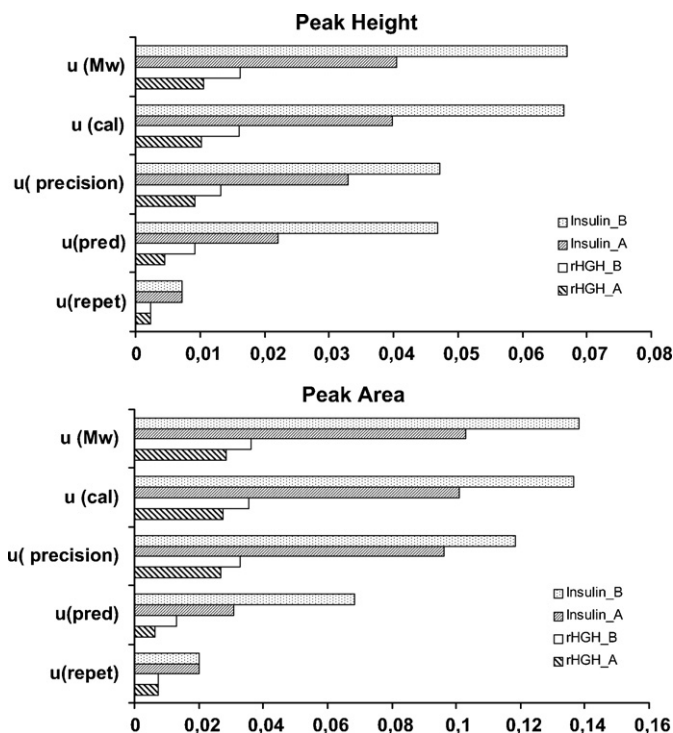 Peak Height
u (Mw)
u (cal)
u( precision)
u(pred)
u(repet)
Insulin_B
Insulin_A
rHGH_B
rHGH_A
0 0,01 0,02 0,03 0,04 0,05 0,06 0,07 0,08
Peak Area
u (Mw)
u (cal)
u( precision)
u(pred)
u(repet)
Insulin_B
Insulin_A
rHGH_B
rHGH_A
0 0,02 0,04 0,06 0,08 0,1 0,12 0,14 0,16